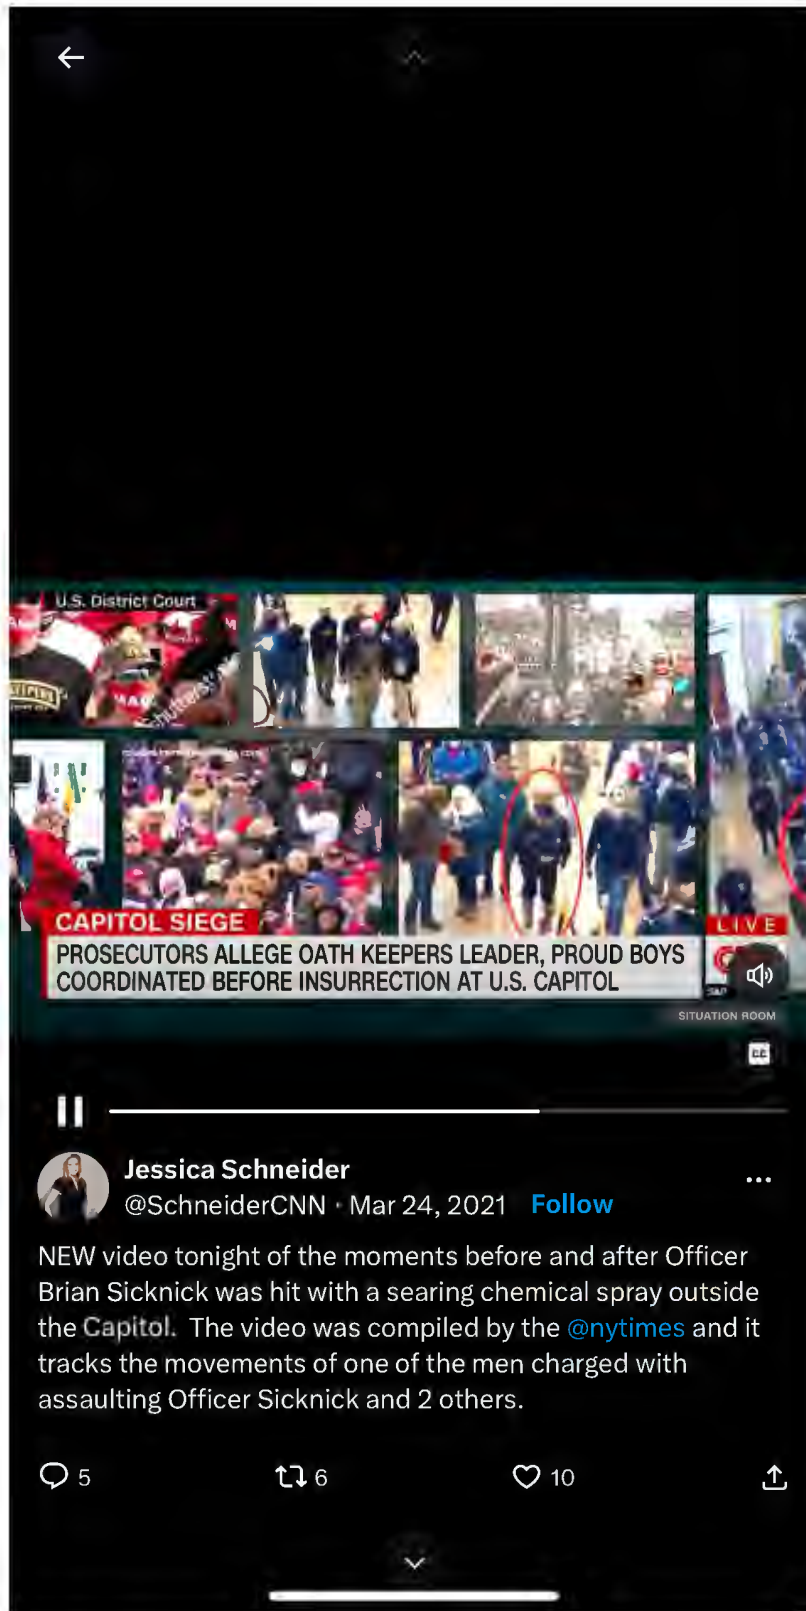 U.S. District Court
CAPITOL SIEGE
LIVE
PROSECUTORS ALLEGE OATH KEEPERS LEADER, PROUD BOYS
COORDINATED BEFORE INSURRECTION AT U.S. CAPITOL
SITUATION ROOM
CC
Jessica Schneider
@SchneiderCNN · Mar 24, 2021 Follow
NEW video tonight of the moments before and after Officer
Brian Sicknick was hit with a searing chemical spray outside
the Capitol. The video was compiled by the @nytimes and it
tracks the movements of one of the men charged with
assaulting Officer Sicknick and 2 others.
5 6 10